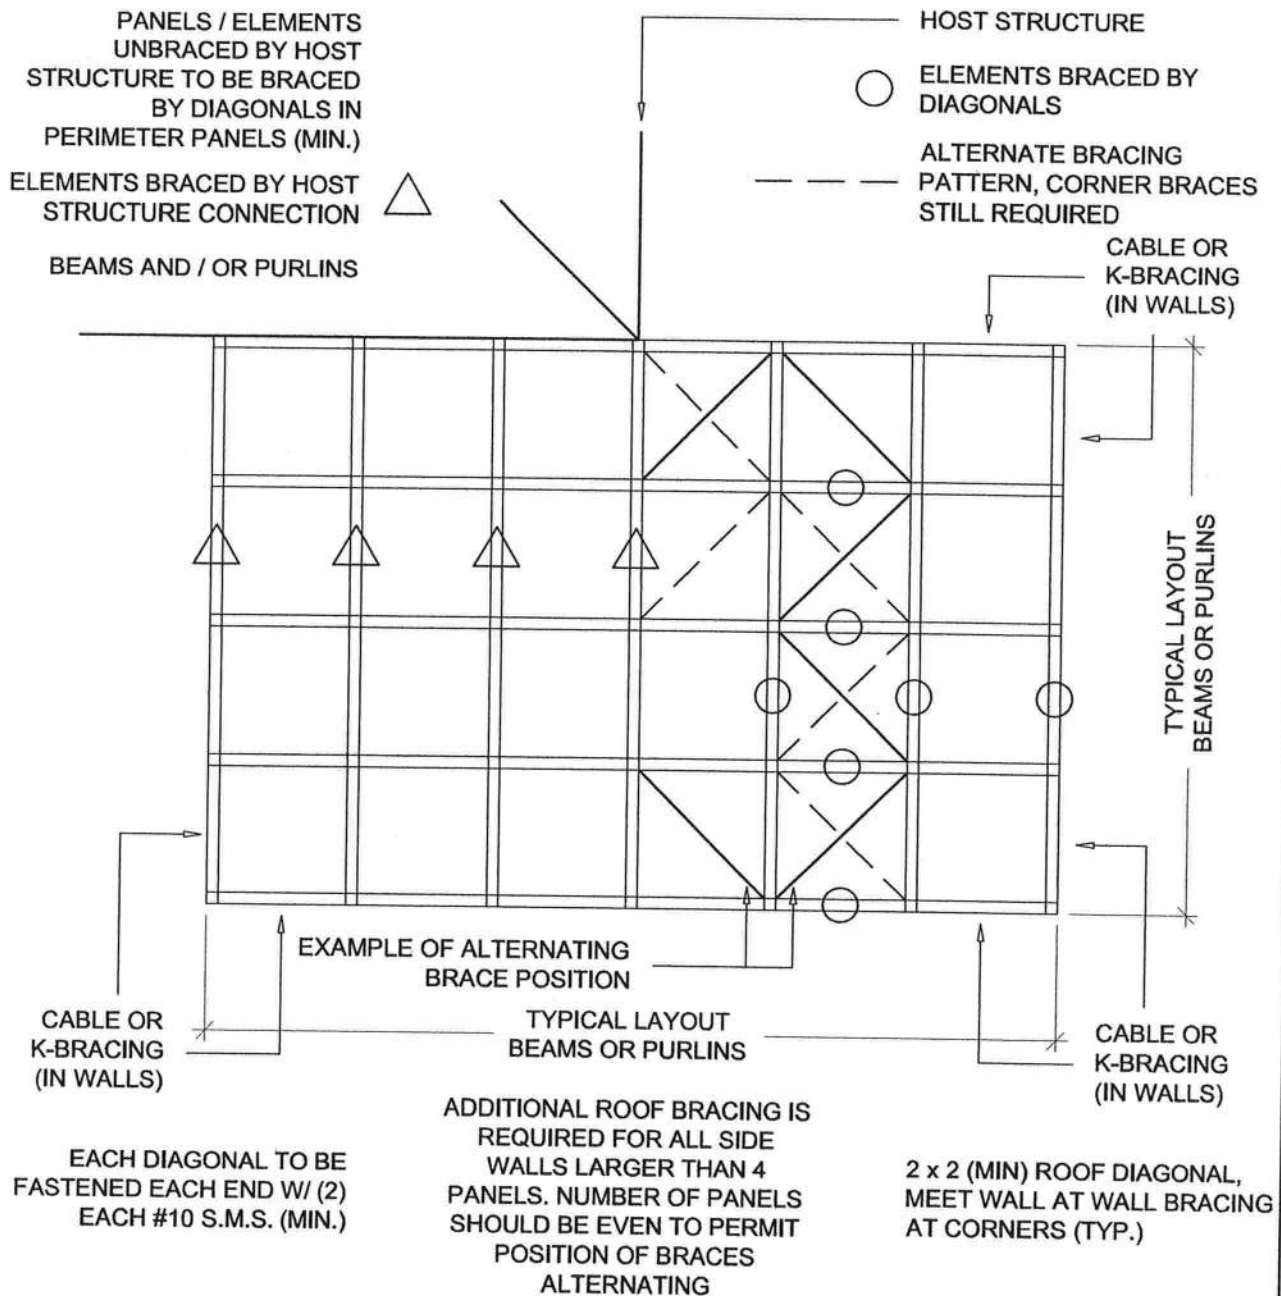 PANELS / ELEMENTS
UNBRACED BY HOST
STRUCTURE TO BE BRACED
BY DIAGONALS IN
PERIMETER PANELS (MIN.)
ELEMENTS BRACED BY HOST
STRUCTURE CONNECTION
BEAMS AND / OR PURLINS
HOST STRUCTURE
ELEMENTS BRACED BY
DIAGONALS
ALTERNATE BRACING
PATTERN, CORNER BRACES
STILL REQUIRED
CABLE OR
K-BRACING
(IN WALLS)
TYPICAL LAYOUT
BEAMS OR PURLINS
EXAMPLE OF ALTERNATING
BRACE POSITION
CABLE OR
K-BRACING
(IN WALLS)
TYPICAL LAYOUT
BEAMS OR PURLINS
CABLE OR
K-BRACING
(IN WALLS)
EACH DIAGONAL TO BE
FASTENED EACH END W/ (2)
EACH #10 S.M.S. (MIN.)
ADDITIONAL ROOF BRACING IS
REQUIRED FOR ALL SIDE
WALLS LARGER THAN 4
PANELS. NUMBER OF PANELS
SHOULD BE EVEN TO PERMIT
POSITION OF BRACES
ALTERNATING
2 x 2 (MIN) ROOF DIAGONAL,
MEET WALL AT WALL BRACING
AT CORNERS (TYP.)